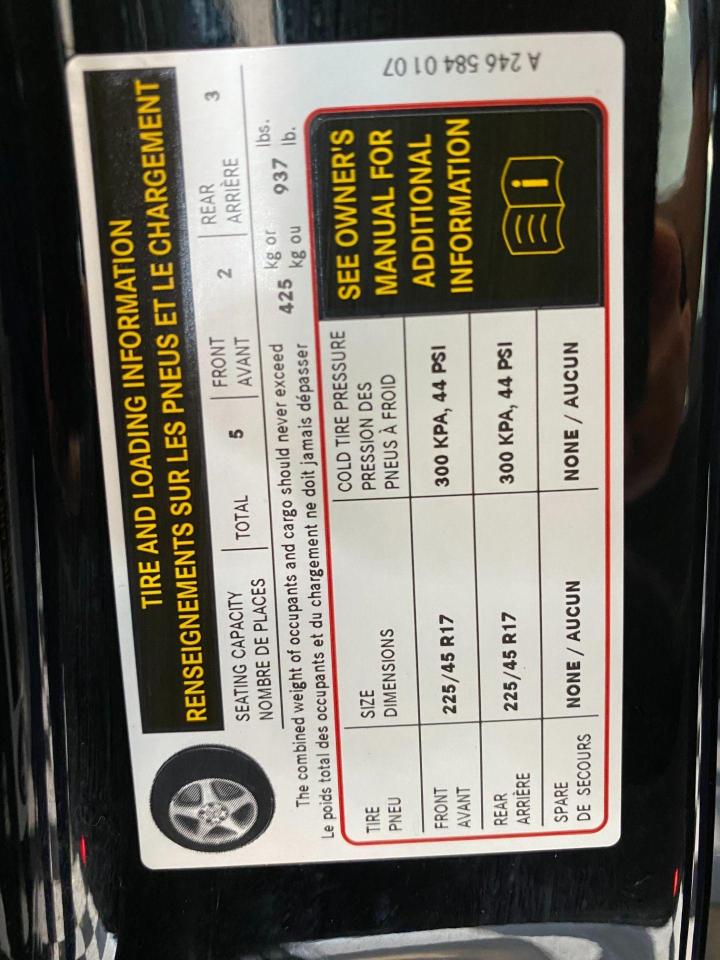 TIRE AND LOADING INFORMATION
RENSEIGNEMENTS SUR LES PNEUS ET LE CHARGEMENT
SEATING CAPACITY TOTAL 5 FRONT 2 REAR 3
NOMBRE DE PLACES AVANT ARRIÈRE
The combined weight of occupants and cargo should never exceed 425 kg or 937 lbs.
Le poids total des occupants et du chargement ne doit jamais dépasser kg ou lb.
TIRE SIZE COLD TIRE PRESSURE
PNEU DIMENSIONS PRESSION DES
PNEUS À FROID
FRONT 225/45 R17 300 KPA, 44 PSI
AVANT
REAR 225/45 R17 300 KPA, 44 PSI
ARRIÈRE
SPARE NONE / AUCUN NONE / AUCUN
DE SECOURS
SEE OWNER'S
MANUAL FOR
ADDITIONAL
INFORMATION
i
A 246 584 01 07